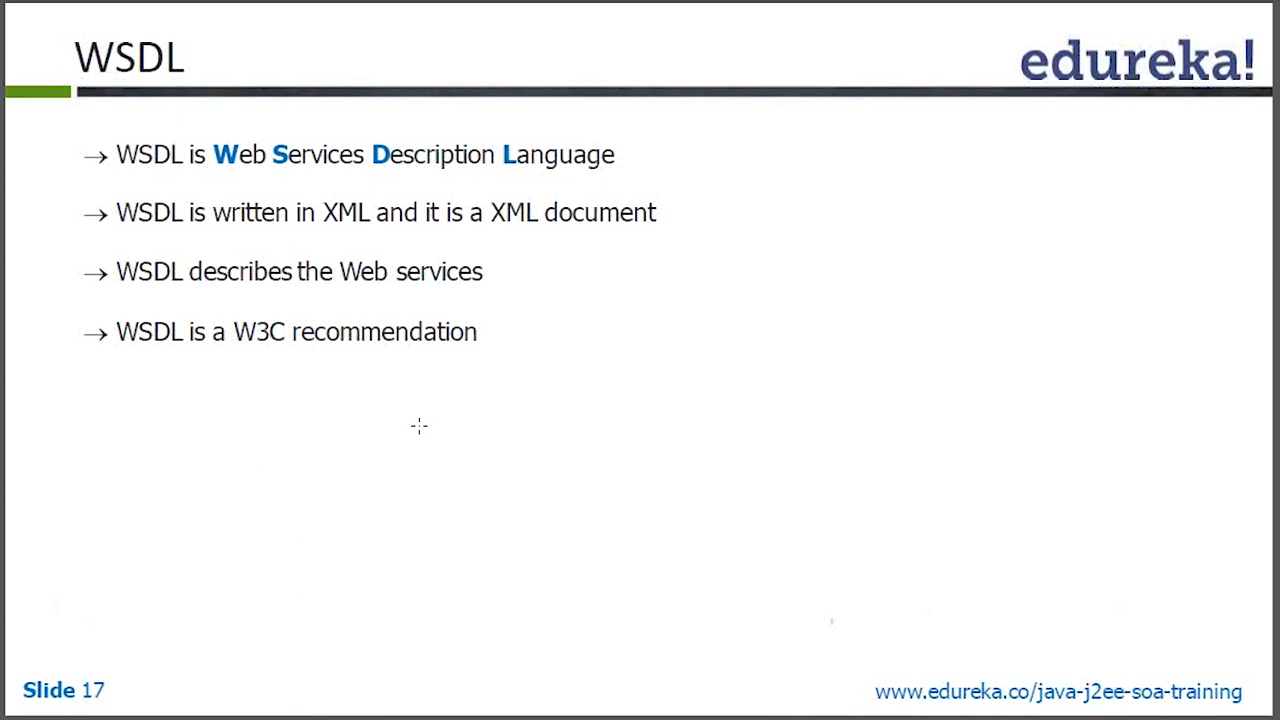 WSDL
edureka!
→ WSDL is Web Services Description Language
→ WSDL is written in XML and it is a XML document
→ WSDL describes the Web services
→ WSDL is a W3C recommendation
Slide 17
www.edureka.co/java-j2ee-soa-training